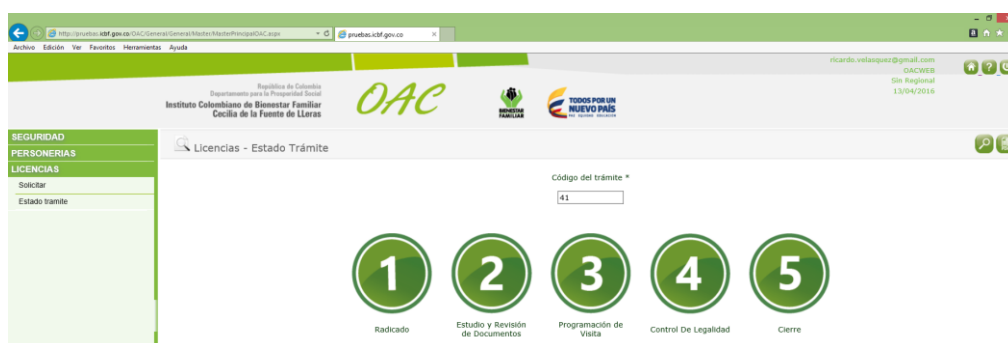 http://pruebas.icbf.gov.co/OAC/General/General/Master/MasterPrincipalOAC.aspx
pruebas.icbf.gov.co
Archivo Edición Ver Favoritos Herramientas Ayuda
ricardo.velasquez@gmail.com
OACWEB
Sin Regional
13/04/2016
República de Colombia
Departamento para la Prosperidad Social
Instituto Colombiano de Bienestar Familiar
Cecilia de la Fuente de LLeras
OAC
BIENESTAR
FAMILIAR
TODOS POR UN
NUEVO PAÍS
PAZ EQUIDAD EDUCACIÓN
SEGURIDAD
PERSONERIAS
LICENCIAS
Solicitar
Estado tramite
Licencias - Estado Trámite
Código del trámite *
41
1 2 3 4 5
Radicado
Estudio y Revisión
de Documentos
Programación de
Visita
Control De Legalidad
Cierre